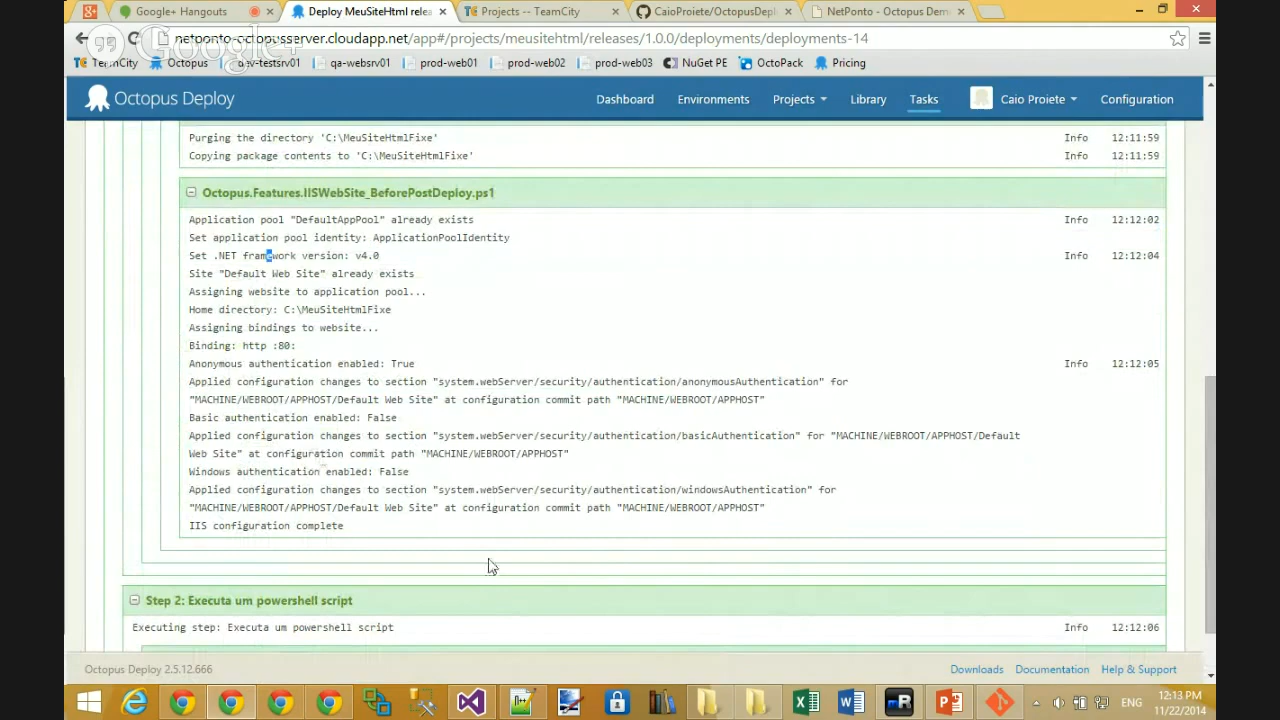 Google+ Hangouts
Deploy MeuSiteHtml rele
Projects -- TeamCity
CaioProiete/OctopusDepl
NetPonto - Octopus Dem
netponto-octopusserver.cloudapp.net/app#/projects/meusitehtml/releases/1.0.0/deployments/deployments-14
Google+
TeamCity
Octopus
dev-testsrv01
qa-websrv01
prod-web01
prod-web02
prod-web03
NuGet PE
OctoPack
Pricing
Octopus Deploy
Dashboard
Environments
Projects
Library
Tasks
Caio Proiete
Configuration
Purging the directory 'C:\MeuSiteHtmlFixe' Info 12:11:59
Copying package contents to 'C:\MeuSiteHtmlFixe' Info 12:11:59
Octopus.Features.IISWebSite_BeforePostDeploy.ps1
Application pool "DefaultAppPool" already exists Info 12:12:02
Set application pool identity: ApplicationPoolIdentity
Set .NET framework version: v4.0 Info 12:12:04
Site "Default Web Site" already exists
Assigning website to application pool...
Home directory: C:\MeuSiteHtmlFixe
Assigning bindings to website...
Binding: http :80:
Anonymous authentication enabled: True Info 12:12:05
Applied configuration changes to section "system.webServer/security/authentication/anonymousAuthentication" for
"MACHINE/WEBROOT/APPHOST/Default Web Site" at configuration commit path "MACHINE/WEBROOT/APPHOST"
Basic authentication enabled: False
Applied configuration changes to section "system.webServer/security/authentication/basicAuthentication" for "MACHINE/WEBROOT/APPHOST/Default
Web Site" at configuration commit path "MACHINE/WEBROOT/APPHOST"
Windows authentication enabled: False
Applied configuration changes to section "system.webServer/security/authentication/windowsAuthentication" for
"MACHINE/WEBROOT/APPHOST/Default Web Site" at configuration commit path "MACHINE/WEBROOT/APPHOST"
IIS configuration complete
Step 2: Executa um powershell script
Executing step: Executa um powershell script Info 12:12:06
Octopus Deploy 2.5.12.666
Downloads
Documentation
Help & Support
ENG
12:13 PM
11/22/2014